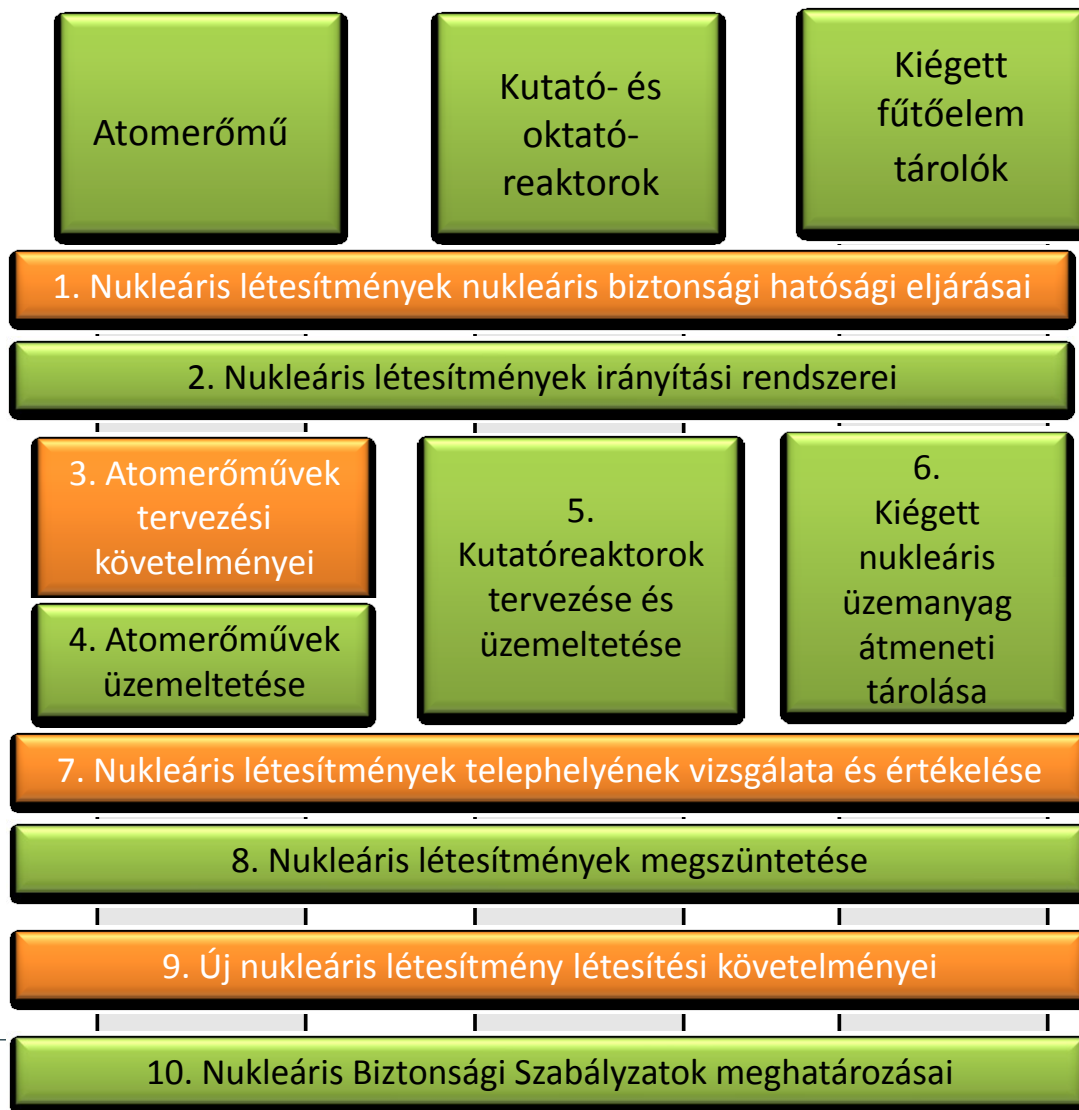 Atomerőmű
Kutató- és
oktató-
reaktorok
Kiégett
fűtőelem
tárolók
1. Nukleáris létesítmények nukleáris biztonsági hatósági eljárásai
2. Nukleáris létesítmények irányítási rendszerei
3. Atomerőművek
tervezési
követelményei
4. Atomerőművek
üzemeltetése
5.
Kutatóreaktorok
tervezése és
üzemeltetése
6.
Kiégett
nukleáris
üzemanyag
átmeneti
tárolása
7. Nukleáris létesítmények telephelyének vizsgálata és értékelése
8. Nukleáris létesítmények megszüntetése
9. Új nukleáris létesítmény létesítési követelményei
10. Nukleáris Biztonsági Szabályzatok meghatározásai